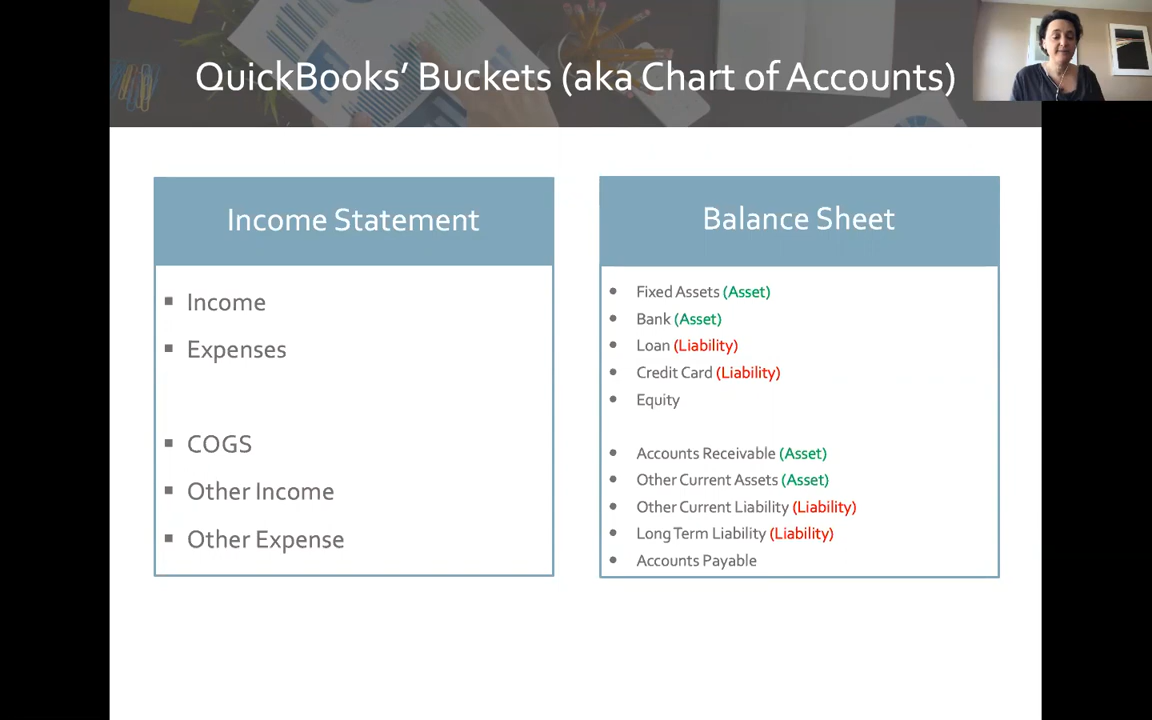 QuickBooks' Buckets (aka Chart of Accounts)
Income Statement
▪ Income
▪ Expenses
▪ COGS
▪ Other Income
▪ Other Expense
Balance Sheet
• Fixed Assets (Asset)
• Bank (Asset)
• Loan (Liability)
• Credit Card (Liability)
• Equity
• Accounts Receivable (Asset)
• Other Current Assets (Asset)
• Other Current Liability (Liability)
• Long Term Liability (Liability)
• Accounts Payable